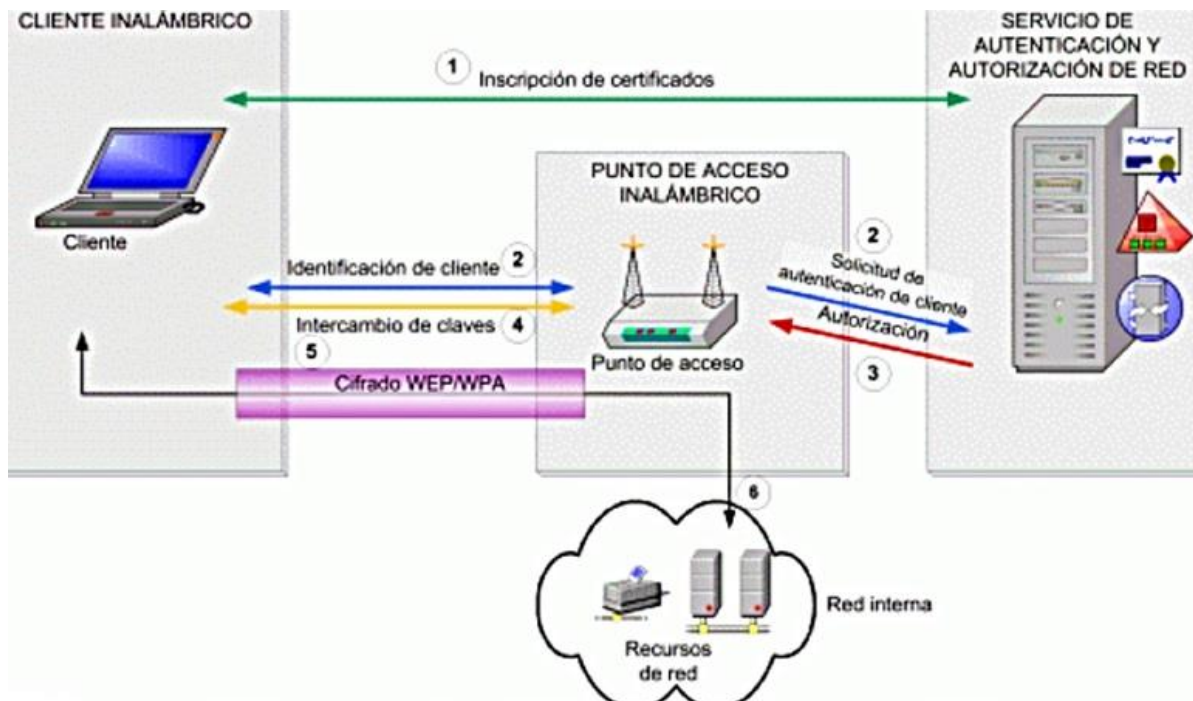 CLIENTE INALÁMBRICO
SERVICIO DE
AUTENTICACIÓN Y
AUTORIZACIÓN DE RED
1
Inscripción de certificados
PUNTO DE ACCESO
INALÁMBRICO
Cliente
Identificación de cliente
2
2
Solicitud de
autenticación de cliente
Intercambio de claves
4
Autorización
3
Punto de acceso
5
Cifrado WEP/WPA
6
Red interna
Recursos
de red